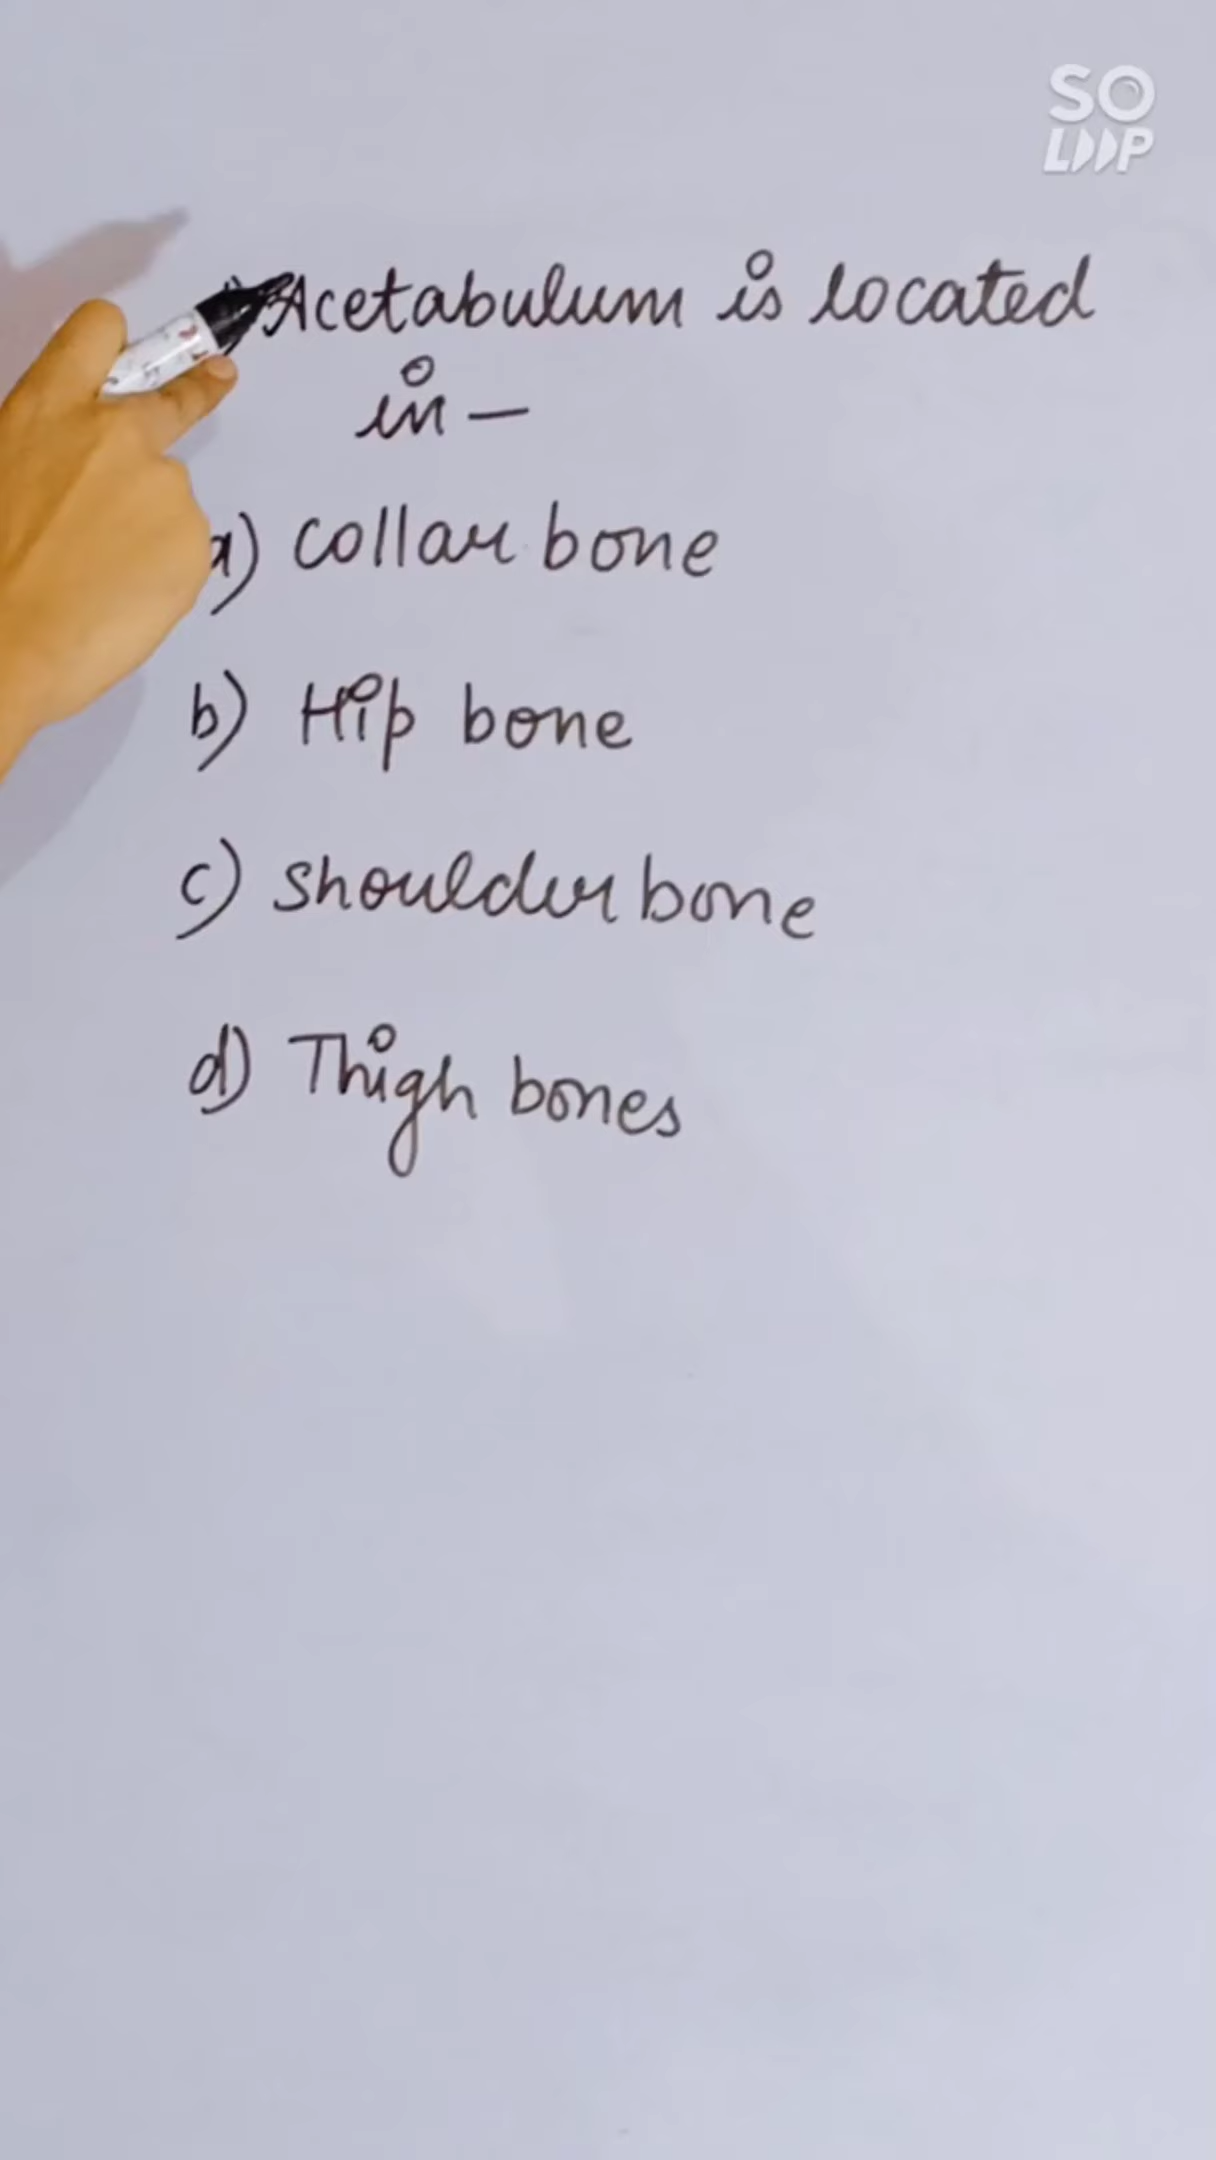 SO
LOOP
Acetabulum is located
in —
a) collar bone
b) Hip bone
c) shoulder bone
d) Thigh bones